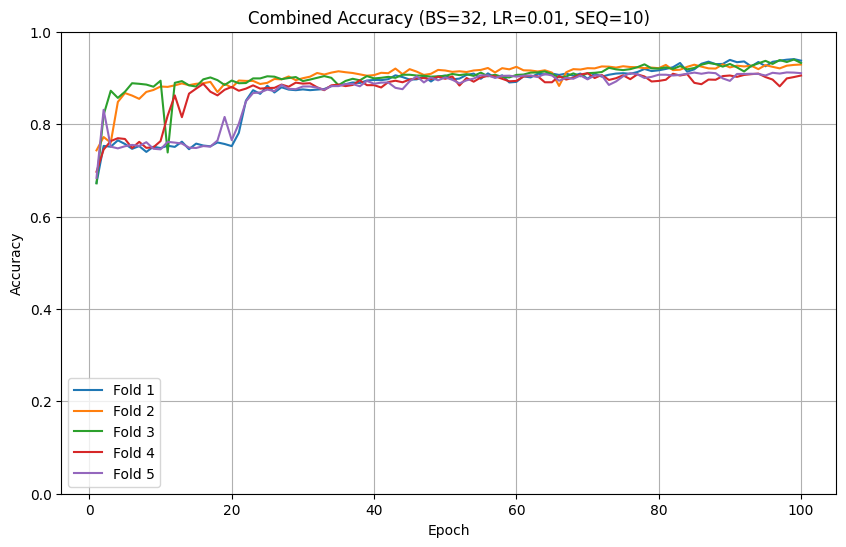 Combined Accuracy (BS=32, LR=0.01, SEQ=10)
Accuracy
1.0
0.8
0.6
0.4
0.2
0.0
Fold 1
Fold 2
Fold 3
Fold 4
Fold 5
0 20 40 60 80 100
Epoch